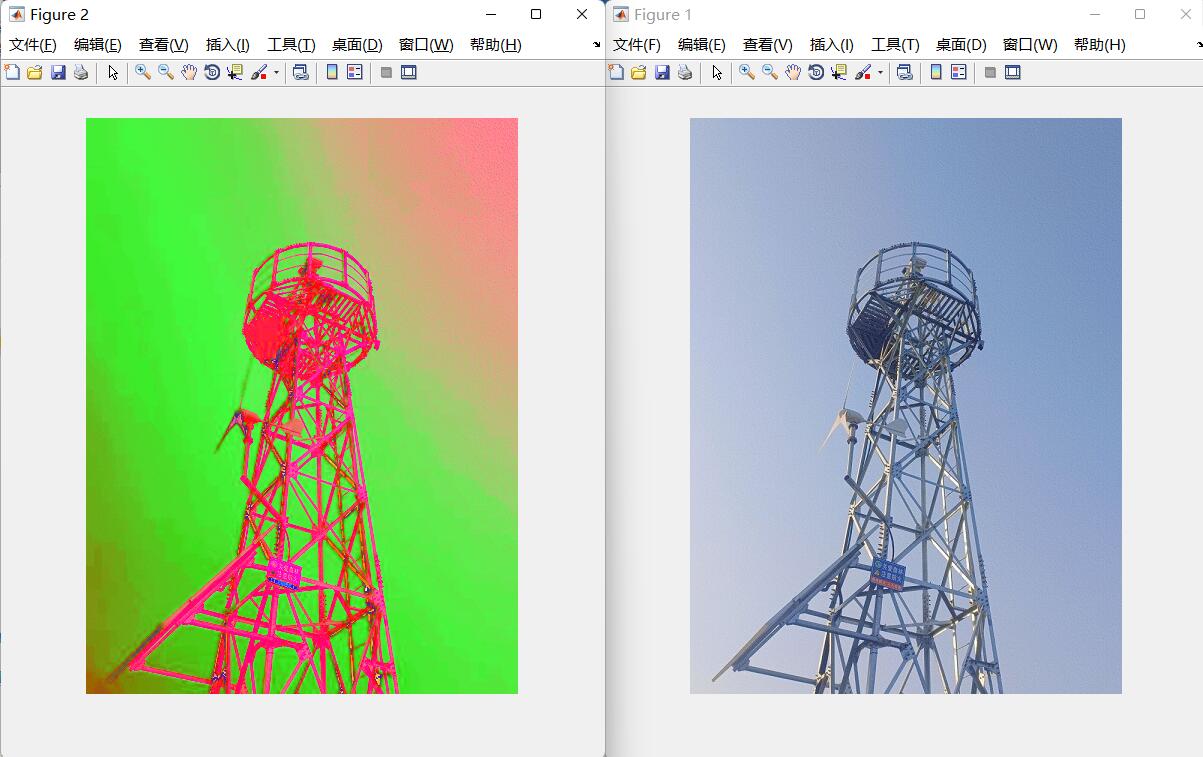 Figure 2
文件(F) 编辑(E) 查看(V) 插入(I) 工具(T) 桌面(D) 窗口(W) 帮助(H)
Figure 1
文件(F) 编辑(E) 查看(V) 插入(I) 工具(T) 桌面(D) 窗口(W) 帮助(H)